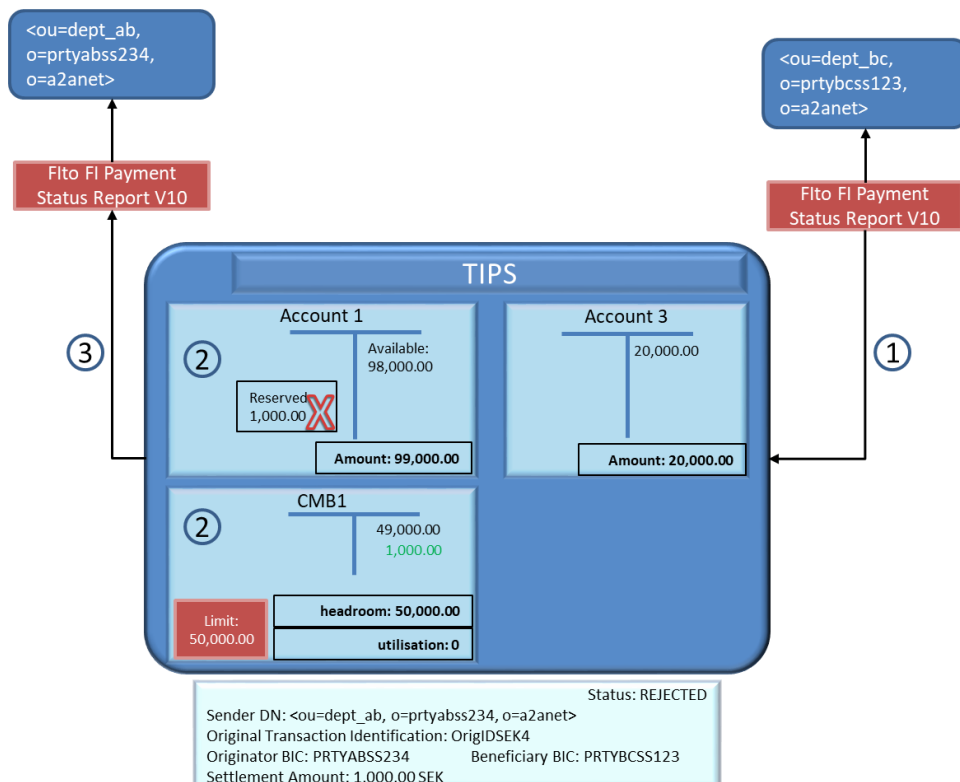 <ou=dept_ab,
o=prtyabss234,
o=a2anet>
<ou=dept_bc,
o=prtybcss123,
o=a2anet>
FIto FI Payment
Status Report V10
FIto FI Payment
Status Report V10
TIPS
3
1
Account 1
2
Available:
98,000.00
Reserved
1,000.00
X
Amount: 99,000.00
Account 3
20,000.00
Amount: 20,000.00
CMB1
2
49,000.00
1,000.00
Limit:
50,000.00
headroom: 50,000.00
utilisation: 0
Status: REJECTED
Sender DN: <ou=dept_ab, o=prtyabss234, o=a2anet>
Original Transaction Identification: OrigIDSEK4
Originator BIC: PRTYABSS234 Beneficiary BIC: PRTYBCSS123
Settlement Amount: 1,000.00 SEK